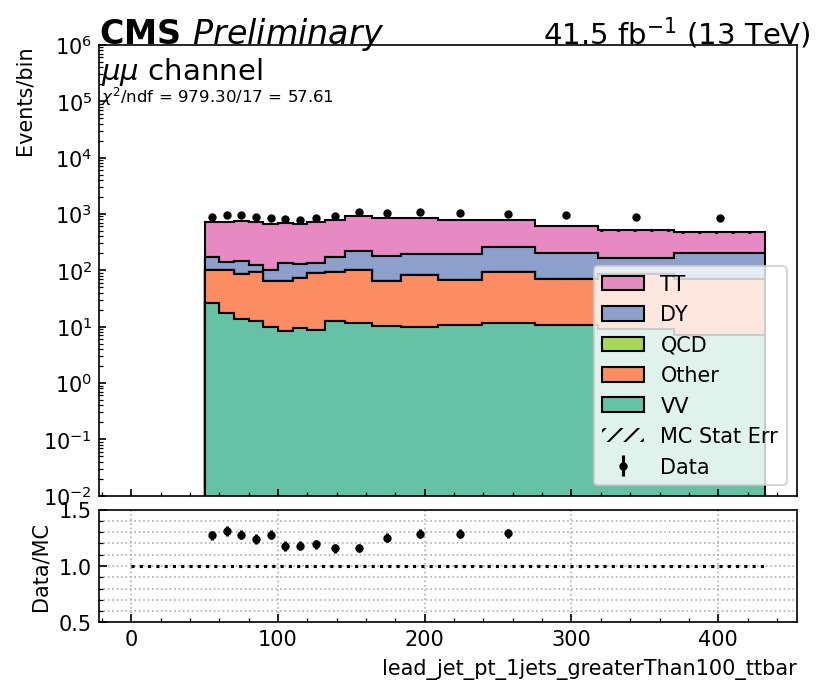 CMS Preliminary 41.5 fb⁻¹ (13 TeV)
μμ channel
χ²/ndf = 979.30/17 = 57.61
Events/bin
10⁶
10⁵
10⁴
10³
10²
10¹
10⁰
10⁻¹
10⁻²
TT
DY
QCD
Other
VV
MC Stat Err
Data
Data/MC
1.5
1.0
0.5
0 100 200 300 400
lead_jet_pt_1jets_greaterThan100_ttbar